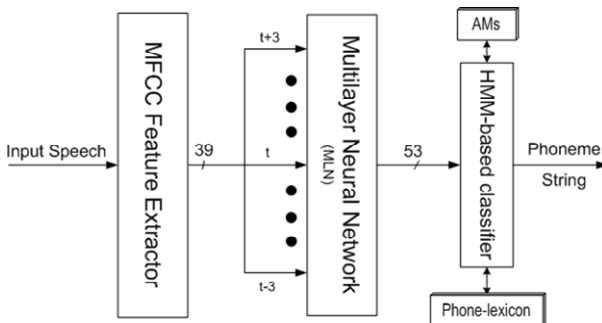 Input Speech
MFCC Feature Extractor
39
t+3
t
t-3
Multilayer Neural Network
(MLN)
53
AMs
HMM-based classifier
Phone-lexicon
Phoneme
String